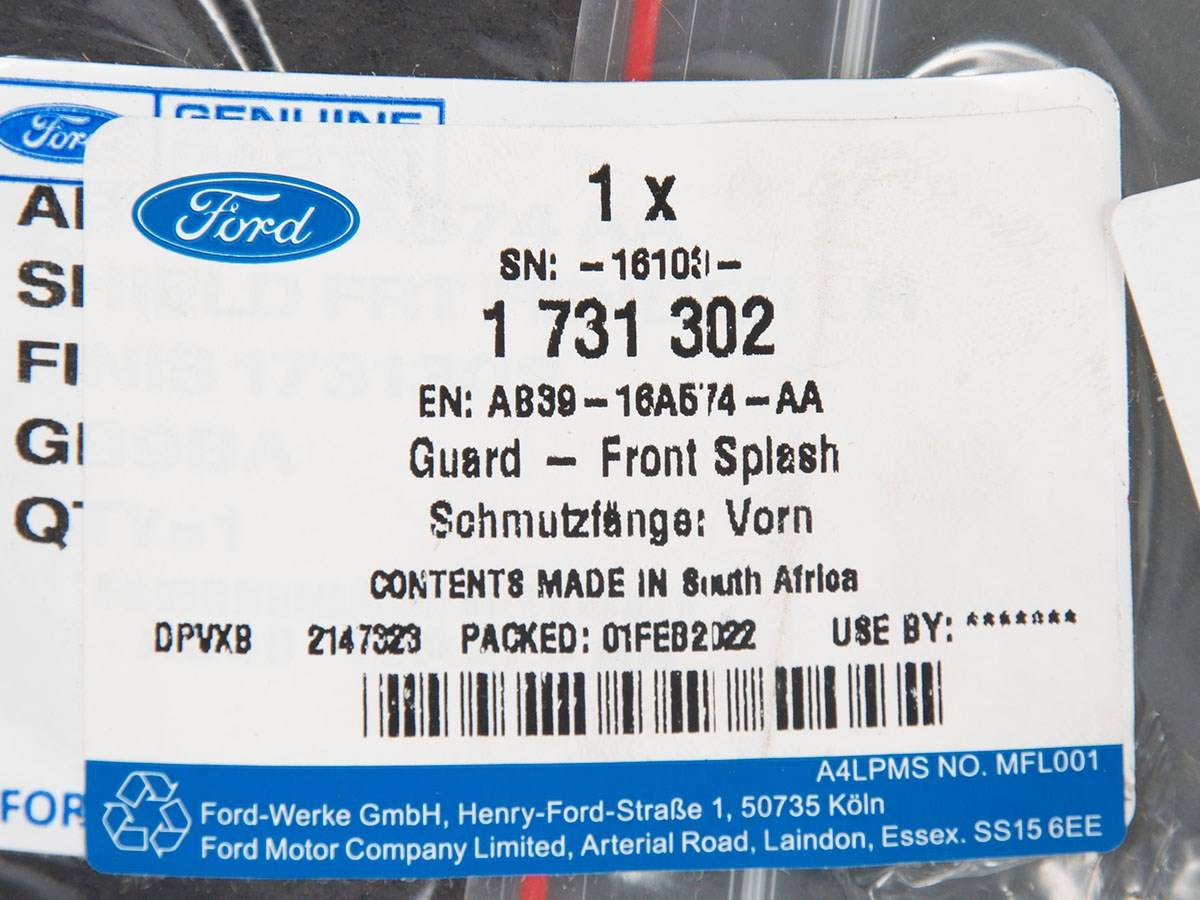 Ford
GENUINE
Ford
1 x
SN: -16103-
1 731 302
EN: AB39-16A574-AA
Guard - Front Splash
Schmutzfänger Vorn
CONTENTS MADE IN South Africa
DPVXB 2147323 PACKED: 01FEB2022 USE BY: *******
A4LPMS NO. MFL001
Ford-Werke GmbH, Henry-Ford-Straße 1, 50735 Köln
Ford Motor Company Limited, Arterial Road, Laindon, Essex. SS15 6EE